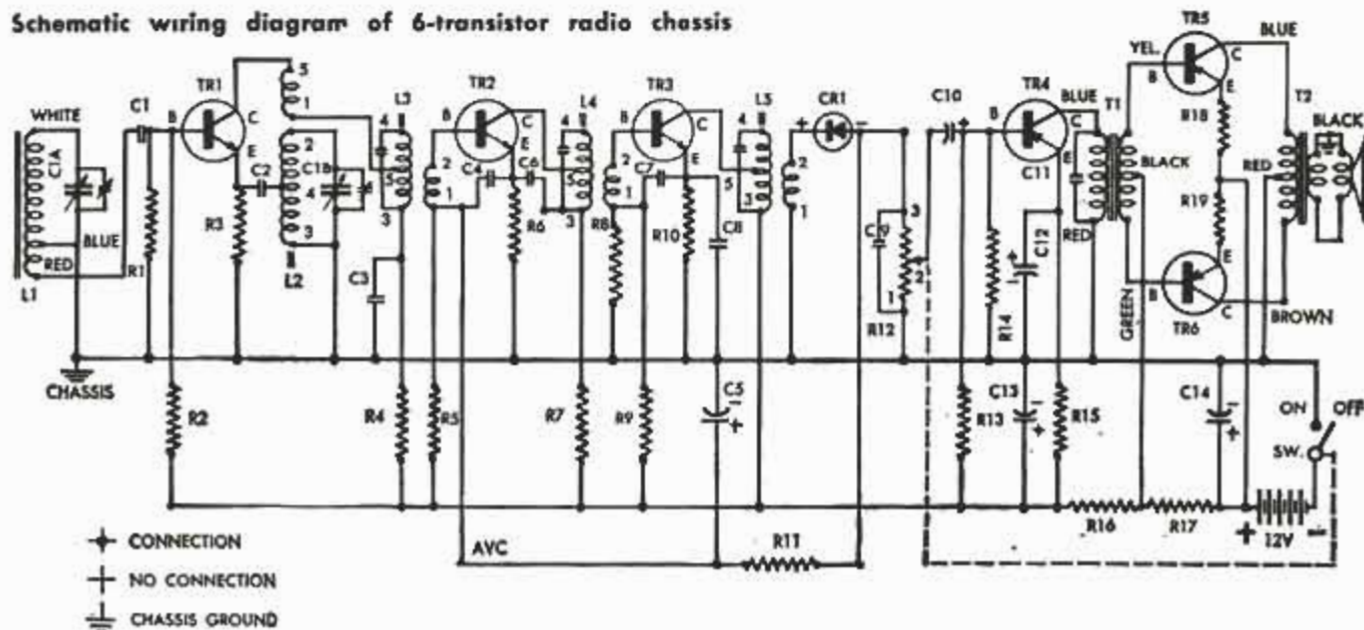 Schematic wiring diagram of 6-transistor radio chassis
TR5
BLUE
C
YEL.
B
E
TR1
5
1
L3
TR2
L4
TR3
L5
CR1
C10
TR4
BLUE
T1
R18
T2
BLACK
WHITE
C1
B
C
4
B
C
4
B
C
4
+
-
+
B
C
C1A
E
C2
2
C1B
4
5
2
E
C4
C6
5
2
E
C7
5
2
E
C11
BLACK
RED
R3
3
3
1
R6
3
1
R8
R10
3
1
C8
C9
3
2
R19
BLUE
RED
R1
L1
L2
C3
1
R12
R14
+
C12
-
RED
GREEN
E
B
C
TR6
BROWN
CHASSIS
R2
R4
R5
R7
R9
C5
-
+
R13
C13
-
+
R15
C14
-
+
ON
OFF
SW.
R16
R17
+
12V
-
AVC
R11
CONNECTION
NO CONNECTION
CHASSIS GROUND